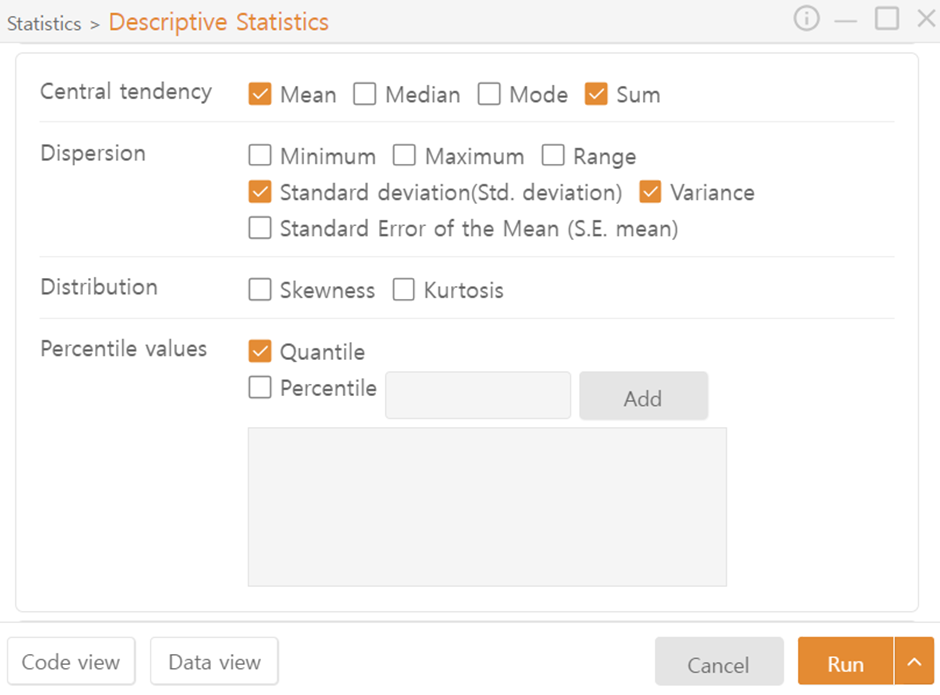 Statistics > Descriptive Statistics
Central tendency Mean Median Mode Sum
Dispersion Minimum Maximum Range
Standard deviation(Std. deviation) Variance
Standard Error of the Mean (S.E. mean)
Distribution Skewness Kurtosis
Percentile values Quantile
Percentile Add
Code view Data view Cancel Run